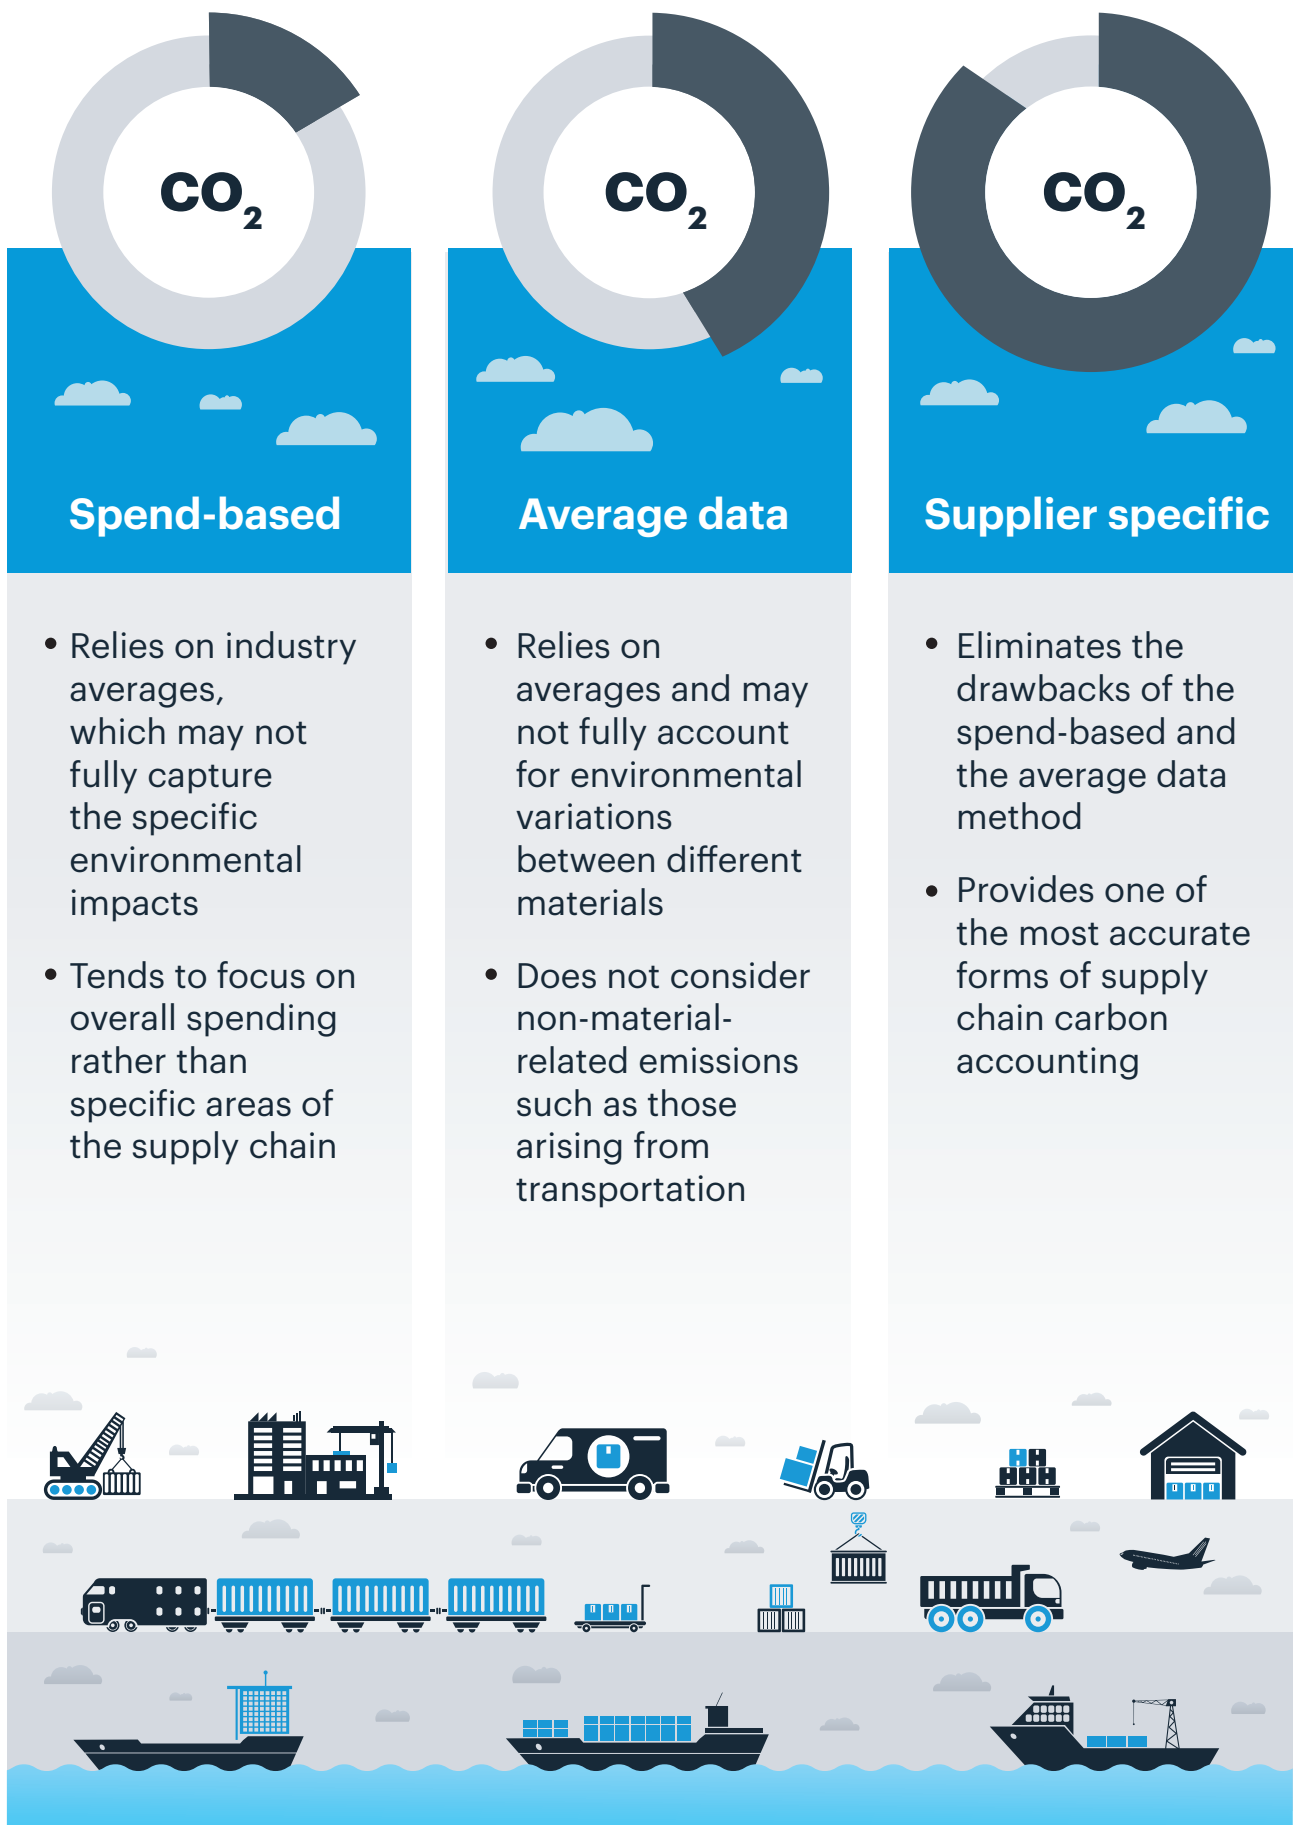 CO₂
CO₂
CO₂
Spend-based
Average data
Supplier specific
• Relies on industry
averages,
which may not
fully capture
the specific
environmental
impacts
• Tends to focus on
overall spending
rather than
specific areas of
the supply chain
• Relies on
averages and may
not fully account
for environmental
variations
between different
materials
• Does not consider
non-material-
related emissions
such as those
arising from
transportation
• Eliminates the
drawbacks of the
spend-based and
the average data
method
• Provides one of
the most accurate
forms of supply
chain carbon
accounting